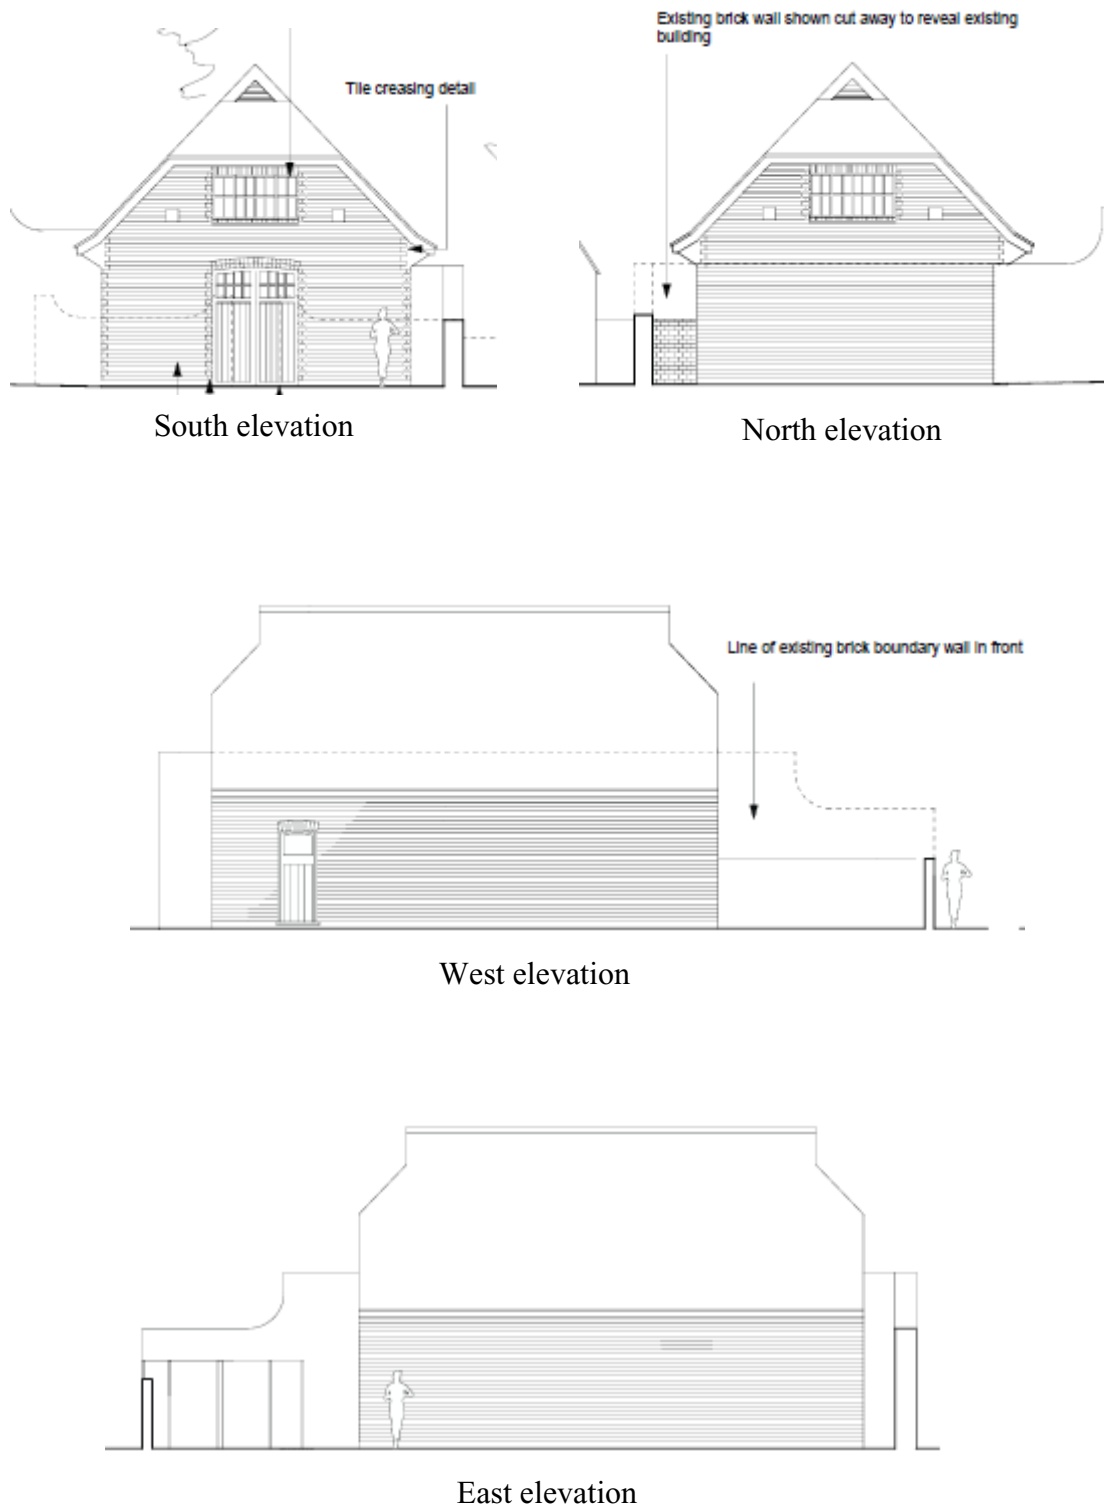 Existing brick wall shown cut away to reveal existing
building
Tile creasing detail
South elevation
North elevation
Line of existing brick boundary wall in front
West elevation
East elevation